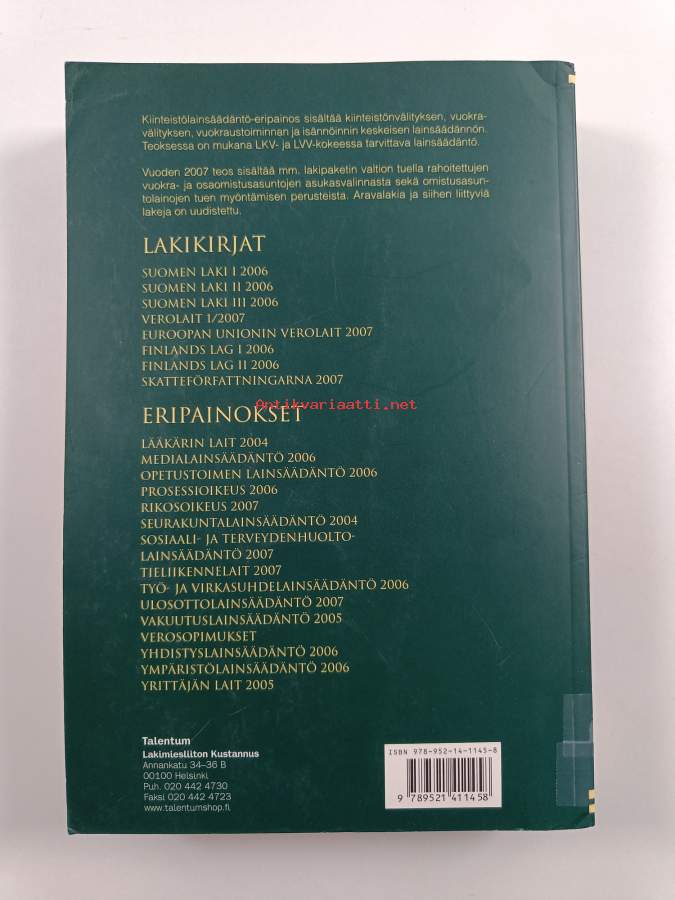 Kiinteistölainsäädäntö-eripainos sisältää kiinteistönvälityksen, vuokra-
välityksen, vuokraustoiminnan ja isännöinnin keskeisen lainsäädännön.
Teoksessa on mukana LKV- ja LVV-kokeessa tarvittava lainsäädäntö.
Vuoden 2007 teos sisältää mm. lakipaketin valtion tuella rahoitettujen
vuokra- ja osaomistusasuntojen asukasvalinnasta sekä omistusasun-
tolainojen tuen myöntämisen perusteista. Aravalakia ja siihen liittyviä
lakeja on uudistettu.
LAKIKIRJAT
SUOMEN LAKI I 2006
SUOMEN LAKI II 2006
SUOMEN LAKI III 2006
VEROLAIT 1/2007
EUROOPAN UNIONIN VEROLAIT 2007
FINLANDS LAG I 2006
FINLANDS LAG II 2006
SKATTEFÖRFATTNINGARNA 2007
Antikvariaatti.net
ERIPAINOKSET
LÄÄKÄRIN LAIT 2004
MEDIALAINSÄÄDÄNTÖ 2006
OPETUSTOIMEN LAINSÄÄDÄNTÖ 2006
PROSESSIOIKEUS 2006
RIKOSOIKEUS 2007
SEURAKUNTALAINSÄÄDÄNTÖ 2004
SOSIAALI- JA TERVEYDENHUOLTO-
LAINSÄÄDÄNTÖ 2007
TIELIIKENNELAIT 2007
TYÖ- JA VIRKASUHDELAINSÄÄDÄNTÖ 2006
ULOSOTTOLAINSÄÄDÄNTÖ 2007
VAKUUTUSLAINSÄÄDÄNTÖ 2005
VEROSOPIMUKSET
YHDISTYSLAINSÄÄDÄNTÖ 2006
YMPÄRISTÖLAINSÄÄDÄNTÖ 2006
YRITTÄJÄN LAIT 2005
Talentum
Lakimiesliiton Kustannus
Annankatu 34–36 B
00100 Helsinki
Puh. 020 442 4730
Faksi 020 442 4723
www.talentumshop.fi
ISBN 978-952-14-1145-8
9 789521 411458